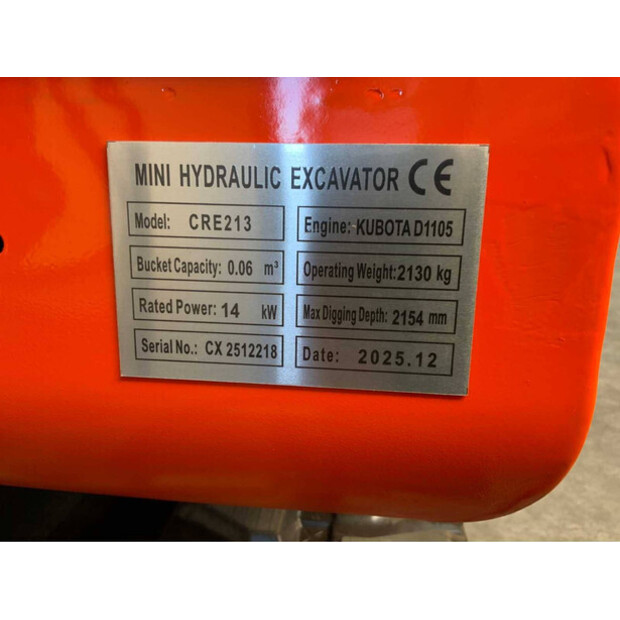 MINI HYDRAULIC EXCAVATOR CE
Model: CRE213
Engine: KUBOTA D1105
Bucket Capacity: 0.06 m³
Operating Weight: 2130 kg
Rated Power: 14 kW
Max Digging Depth: 2154 mm
Serial No.: CX 2512218
Date: 2025.12